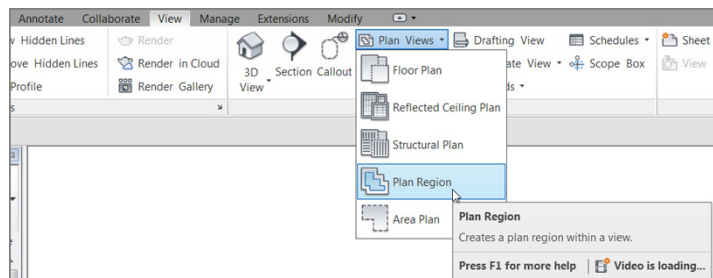 Annotate Collaborate View Manage Extensions Modify
Hidden Lines Render Plan Views Drafting View Schedules Sheet
Hidden Lines Render in Cloud 3D View Section Callout View Scope Box View
Profile Render Gallery
Floor Plan
Reflected Ceiling Plan
Structural Plan
Plan Region
Area Plan
Plan Region
Creates a plan region within a view.
Press F1 for more help Video is loading...